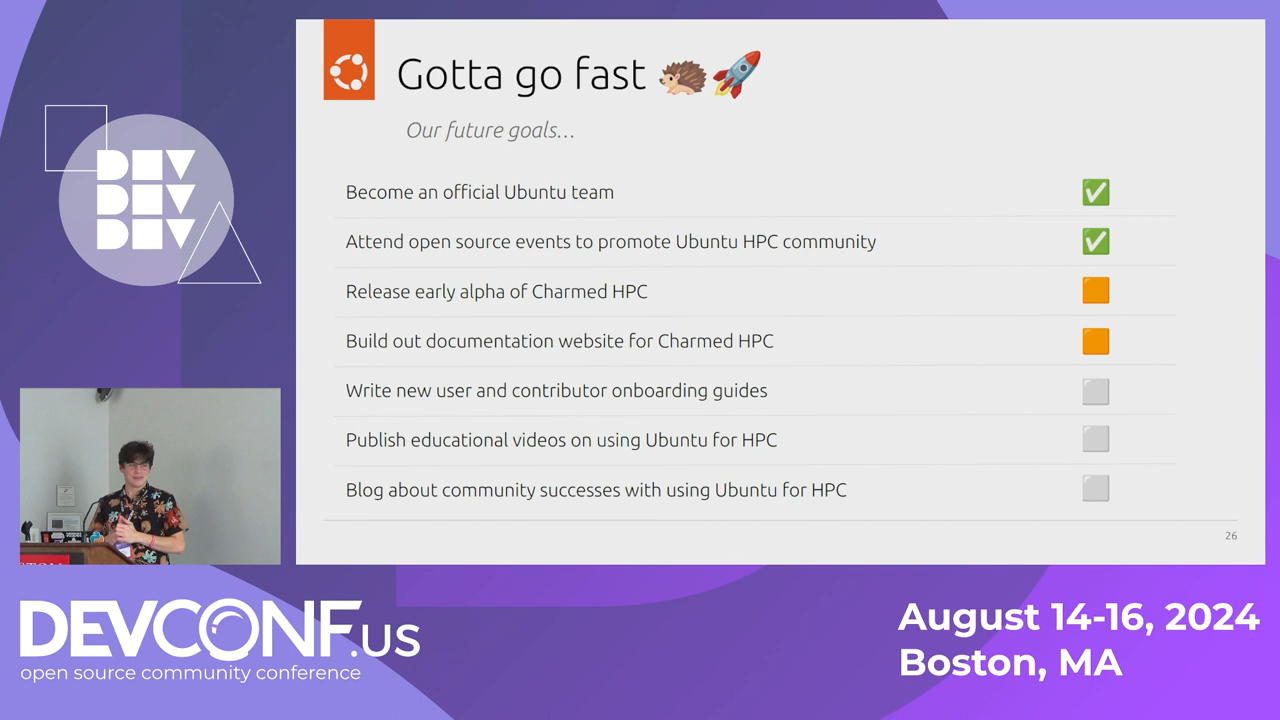 Gotta go fast 🦔🚀
Our future goals...
Become an official Ubuntu team ✅
Attend open source events to promote Ubuntu HPC community ✅
Release early alpha of Charmed HPC 🟧
Build out documentation website for Charmed HPC 🟧
Write new user and contributor onboarding guides ⬜
Publish educational videos on using Ubuntu for HPC ⬜
Blog about community successes with using Ubuntu for HPC ⬜
26
DEV
DEV
DEV
DEVCONF.US
open source community conference
August 14-16, 2024
Boston, MA